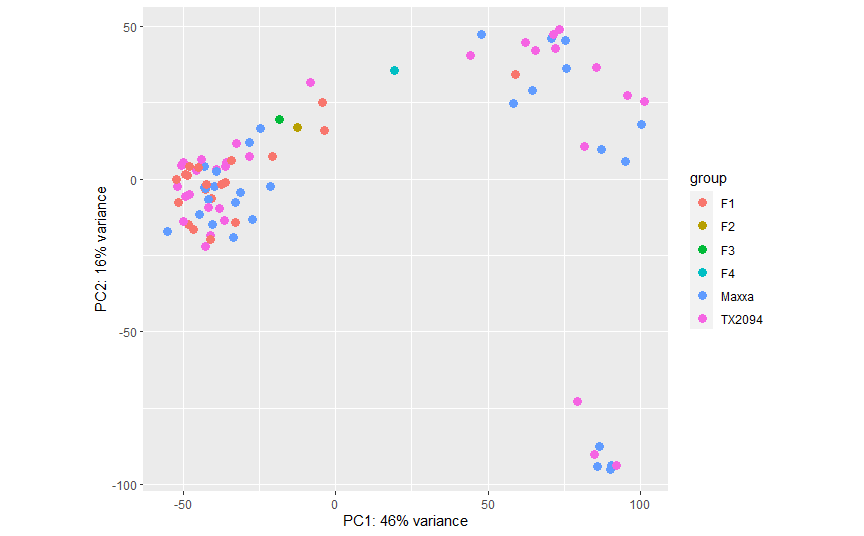 50
0
-50
-100
PC2: 16% variance
-50
0
50
100
PC1: 46% variance
group
F1
F2
F3
F4
Maxxa
TX2094